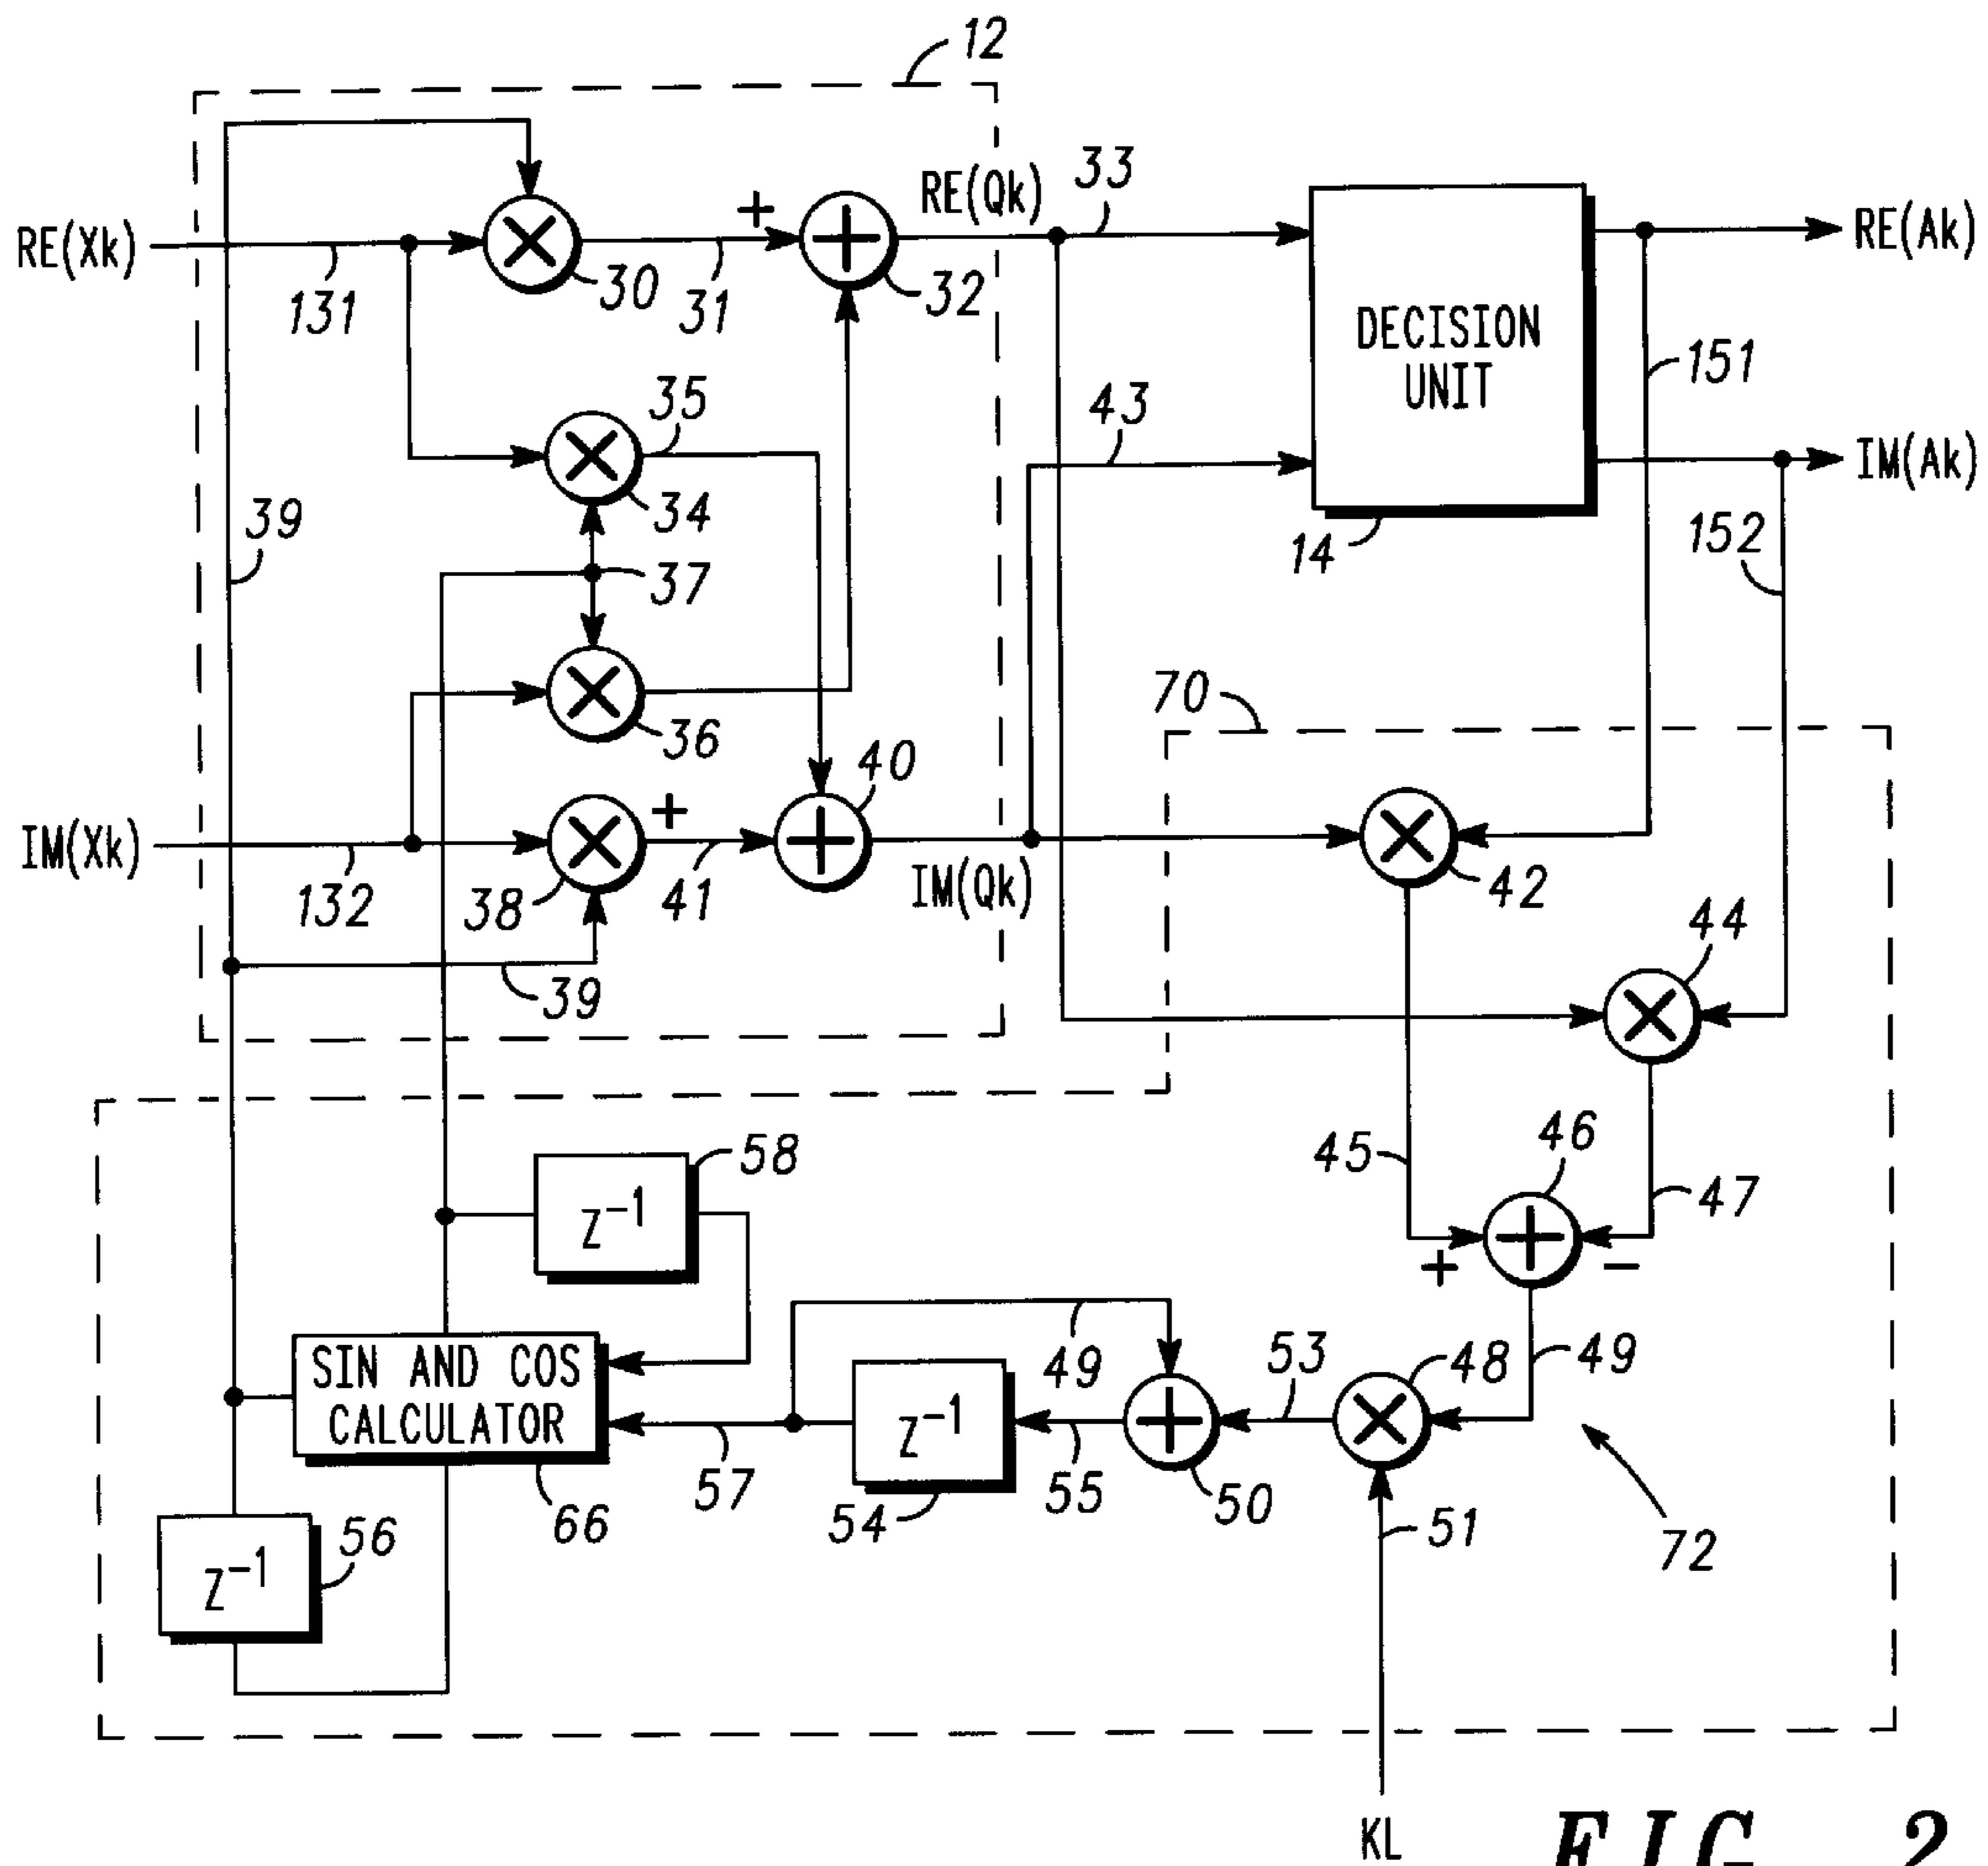 12
RE(Xk)
131
30
+
31
32
RE(Qk)
33
DECISION
UNIT
14
RE(Ak)
151
IM(Ak)
152
35
34
43
39
37
36
70
IM(Xk)
132
38
+
41
40
IM(Qk)
39
42
44
45
46
47
+
−
58
Z⁻¹
SIN AND COS
CALCULATOR
66
57
49
Z⁻¹
54
55
50
53
48
49
51
72
Z⁻¹
56
KL
FIG. 2